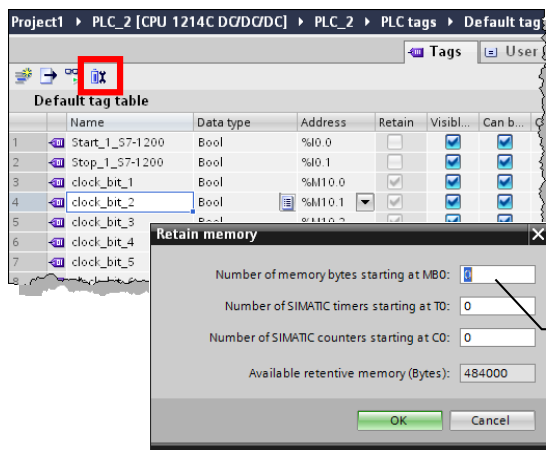 Project1 ▸ PLC_2 [CPU 1214C DC/DC/DC] ▸ PLC_2 ▸ PLC tags ▸ Default tag
Tags User
Default tag table
Name Data type Address Retain Visibl... Can b...
1 Start_1_S7-1200 Bool %I0.0
2 Stop_1_S7-1200 Bool %I0.1
3 clock_bit_1 Bool %M10.0
4 clock_bit_2 Bool %M10.1
5 clock_bit_3 Bool %M10.2
6 clock_bit_4
7 clock_bit_5
8
Retain memory
Number of memory bytes starting at MB0: 0
Number of SIMATIC timers starting at T0: 0
Number of SIMATIC counters starting at C0: 0
Available retentive memory (Bytes): 484000
OK Cancel